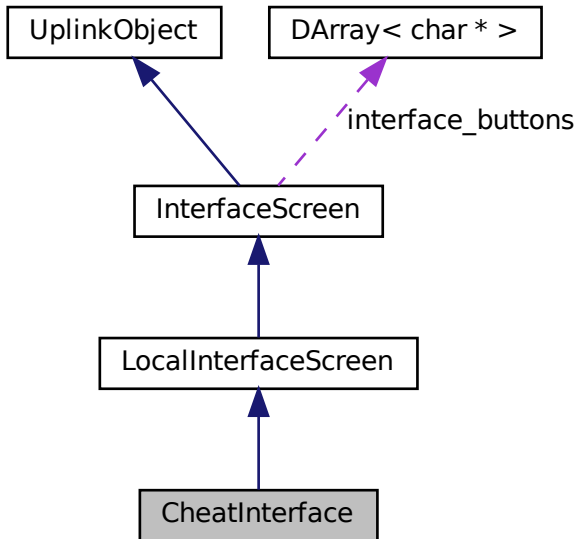 UplinkObject
DArray< char * >
interface_buttons
InterfaceScreen
LocalInterfaceScreen
CheatInterface